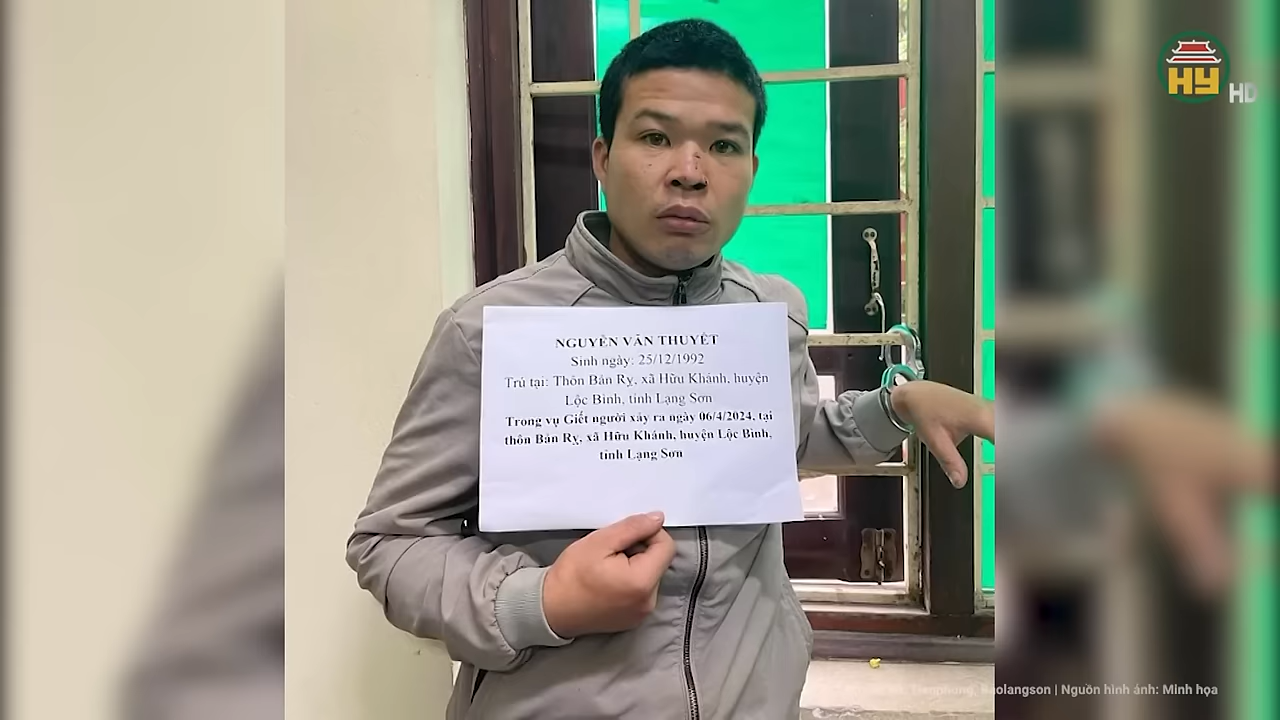 HY
HD
NGUYỄN VĂN THUYẾT
Sinh ngày: 25/12/1992
Trú tại: Thôn Bản Rỵ, xã Hữu Khánh, huyện
Lộc Bình, tỉnh Lạng Sơn
Trong vụ Giết người xảy ra ngày 06/4/2024, tại
thôn Bản Rỵ, xã Hữu Khánh, huyện Lộc Bình,
tỉnh Lạng Sơn
Baolangson | Nguồn hình ảnh: Minh họa